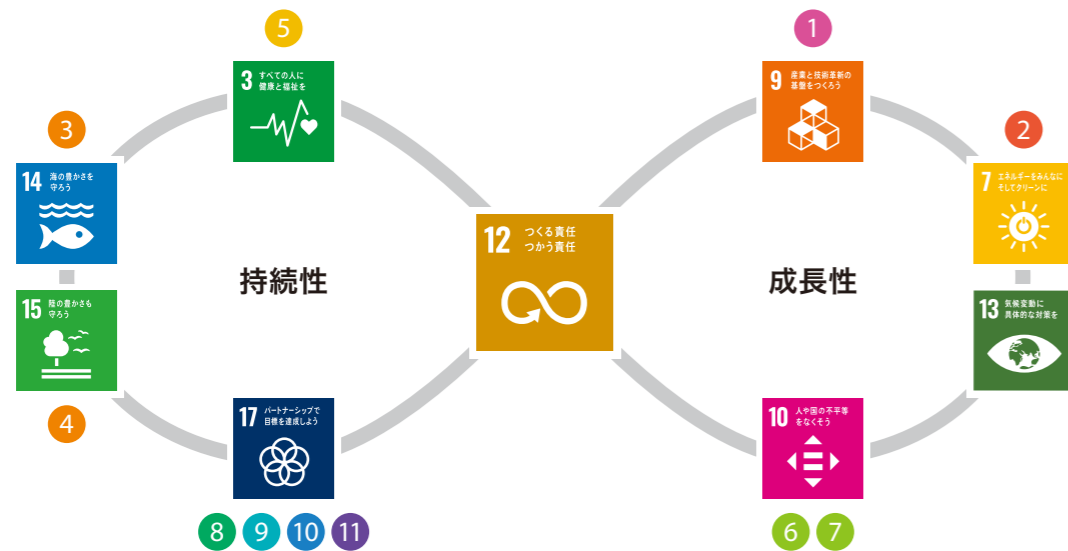 5
1
3 すべての人に
健康と福祉を
9 産業と技術革新の
基盤をつくろう
3
2
14 海の豊かさを
守ろう
7 エネルギーをみんなに
そしてクリーンに
12 つくる責任
つかう責任
持続性
成長性
15 陸の豊かさも
守ろう
13 気候変動に
具体的な対策を
4
17 パートナーシップで
目標を達成しよう
10 人や国の不平等
をなくそう
8 9 10 11
6 7